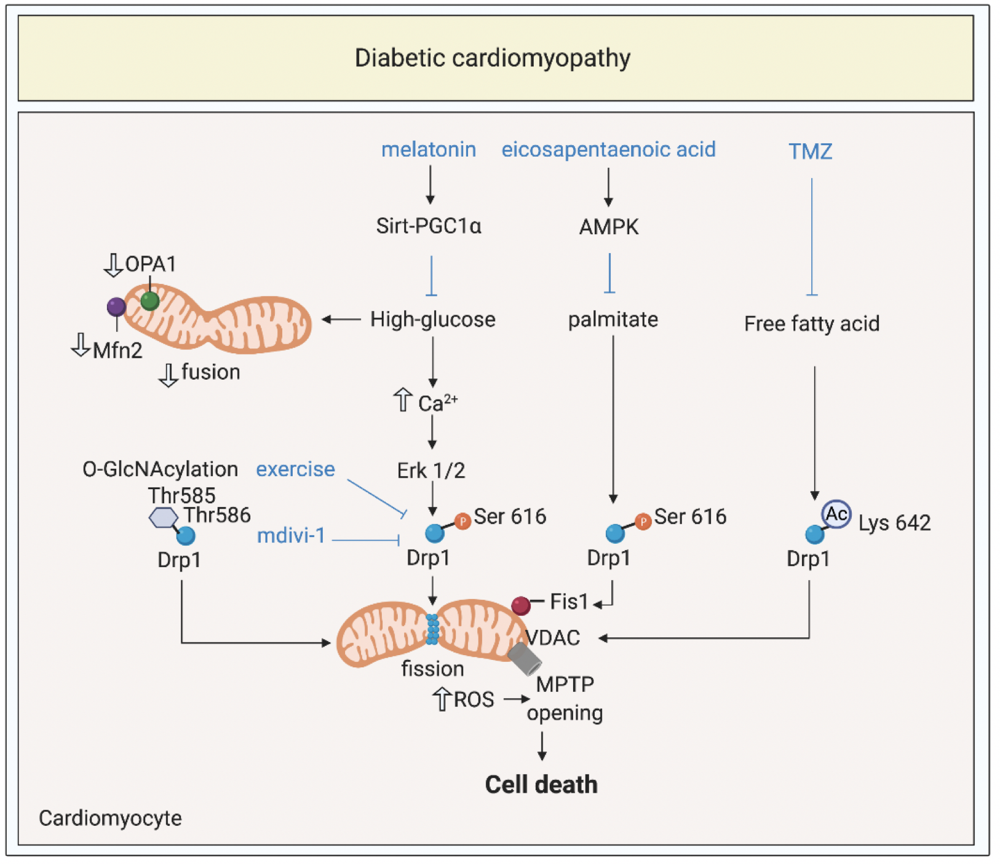 Diabetic cardiomyopathy
melatonin
eicosapentaenoic acid
TMZ
Sirt-PGC1α
AMPK
OPA1
Mfn2
fusion
High-glucose
palmitate
Free fatty acid
Ca²⁺
O-GlcNAcylation
Thr585
Thr586
Drp1
exercise
mdivi-1
Erk 1/2
P
Ser 616
Drp1
P
Ser 616
Drp1
Ac
Lys 642
Drp1
Fis1
VDAC
fission
ROS
MPTP
opening
Cell death
Cardiomyocyte